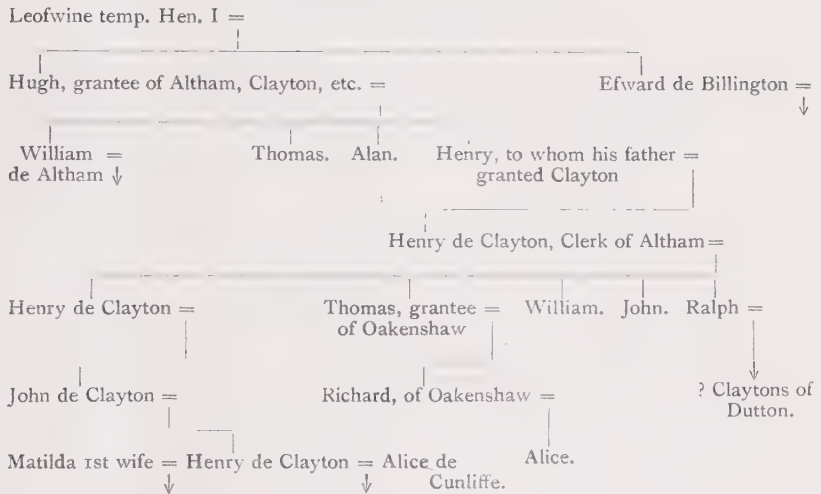 Leofwine temp. Hen. I =
Hugh, grantee of Altham, Clayton, etc. = Efward de Billington =
William = Thomas. Alan. Henry, to whom his father =
de Altham ↓ granted Clayton
Henry de Clayton, Clerk of Altham =
Henry de Clayton = Thomas, grantee = William. John. Ralph =
of Oakenshaw
John de Clayton = Richard, of Oakenshaw = ? Claytons of
Dutton.
Matilda 1st wife = Henry de Clayton = Alice de Alice.
Cunliffe.